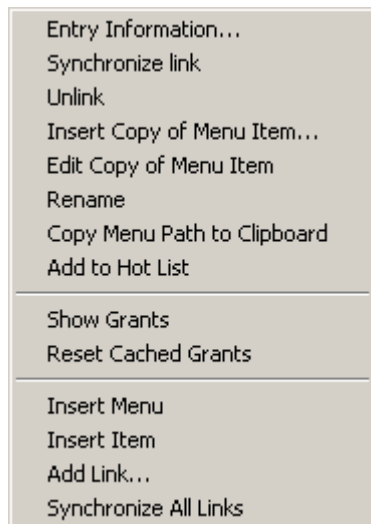 Entry Information...
Synchronize link
Unlink
Insert Copy of Menu Item...
Edit Copy of Menu Item
Rename
Copy Menu Path to Clipboard
Add to Hot List
Show Grants
Reset Cached Grants
Insert Menu
Insert Item
Add Link...
Synchronize All Links